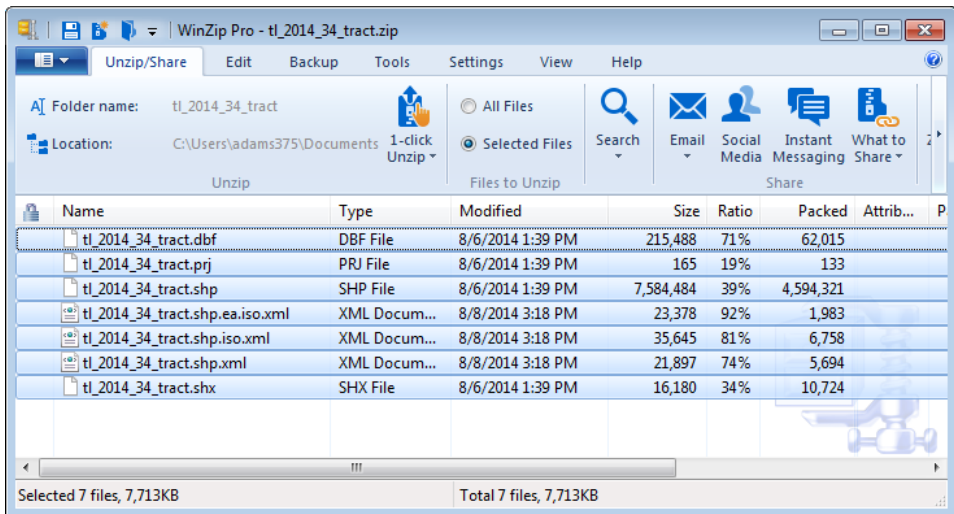 WinZip Pro - tl_2014_34_tract.zip
Unzip/Share Edit Backup Tools Settings View Help
Folder name: tl_2014_34_tract
Location: C:\Users\adams375\Documents
1-click
Unzip
Unzip
All Files
Selected Files
Files to Unzip
Search
Email
Social
Media
Instant
Messaging
What to
Share
Z
Share
Name Type Modified Size Ratio Packed Attrib... P
tl_2014_34_tract.dbf DBF File 8/6/2014 1:39 PM 215,488 71% 62,015
tl_2014_34_tract.prj PRJ File 8/6/2014 1:39 PM 165 19% 133
tl_2014_34_tract.shp SHP File 8/6/2014 1:39 PM 7,584,484 39% 4,594,321
tl_2014_34_tract.shp.ea.iso.xml XML Docum... 8/8/2014 3:18 PM 23,378 92% 1,983
tl_2014_34_tract.shp.iso.xml XML Docum... 8/8/2014 3:18 PM 35,645 81% 6,758
tl_2014_34_tract.shp.xml XML Docum... 8/8/2014 3:18 PM 21,897 74% 5,694
tl_2014_34_tract.shx SHX File 8/6/2014 1:39 PM 16,180 34% 10,724
Selected 7 files, 7,713KB Total 7 files, 7,713KB